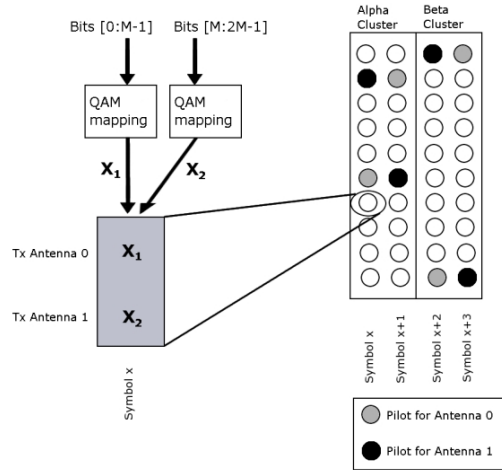 Bits [0:M-1]
Bits [M:2M-1]
QAM
mapping
QAM
mapping
X1
X2
Tx Antenna 0
X1
Tx Antenna 1
X2
Symbol x
Alpha
Cluster
Beta
Cluster
Symbol x
Symbol x+1
Symbol x+2
Symbol x+3
Pilot for Antenna 0
Pilot for Antenna 1